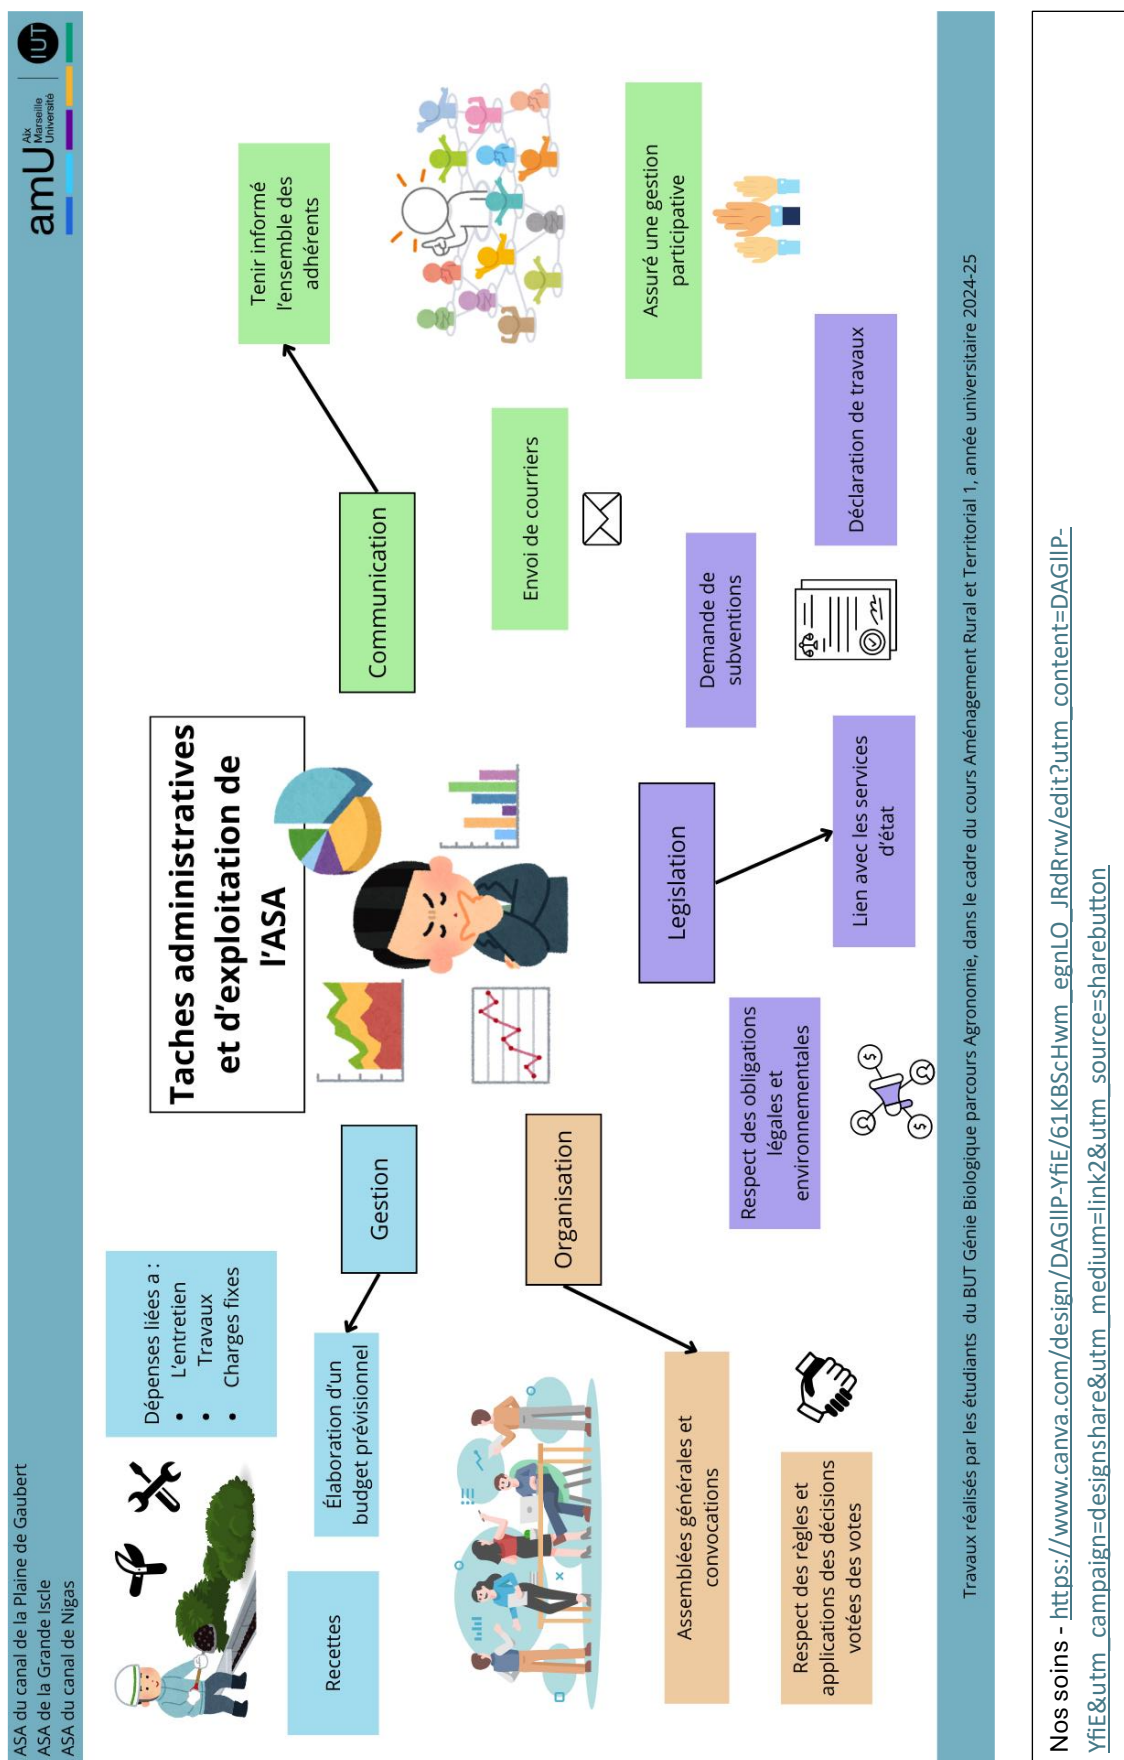 ASA du canal de la Plaine de Gaubert
ASA de la Grande Iscle
ASA du canal de Nigas
amU
Aix
Marseille
Université
IUT
Taches administratives
et d'exploitation de
l'ASA
Dépenses liées a :
• L'entretien
• Travaux
• Charges fixes
Recettes
Élaboration d'un
budget prévisionnel
Gestion
Communication
Tenir informé
l'ensemble des
adhérents
Envoi de courriers
Assuré une gestion
participative
Organisation
Assemblées générales et
convocations
Respect des règles et
applications des décisions
votées des votes
Legislation
Respect des obligations
légales et
environnementales
Lien avec les services
d'état
Demande de
subventions
Déclaration de travaux
Travaux réalisés par les étudiants du BUT Génie Biologique parcours Agronomie, dans le cadre du cours Aménagement Rural et Territorial 1, année universitaire 2024-25
Nos soins - https://www.canva.com/design/DAGlIP-YfiE/61KBScHwm_egnLO_JRdRrw/edit?utm_content=DAGlIP-
YfiE&utm_campaign=designshare&utm_medium=link2&utm_source=sharebutton